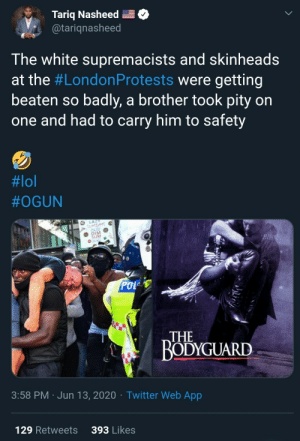 Tariq Nasheed
@tariqnasheed
The white supremacists and skinheads
at the #LondonProtests were getting
beaten so badly, a brother took pity on
one and had to carry him to safety
#lol
#OGUN
POL
THE
BODYGUARD
3:58 PM · Jun 13, 2020 · Twitter Web App
129 Retweets 393 Likes